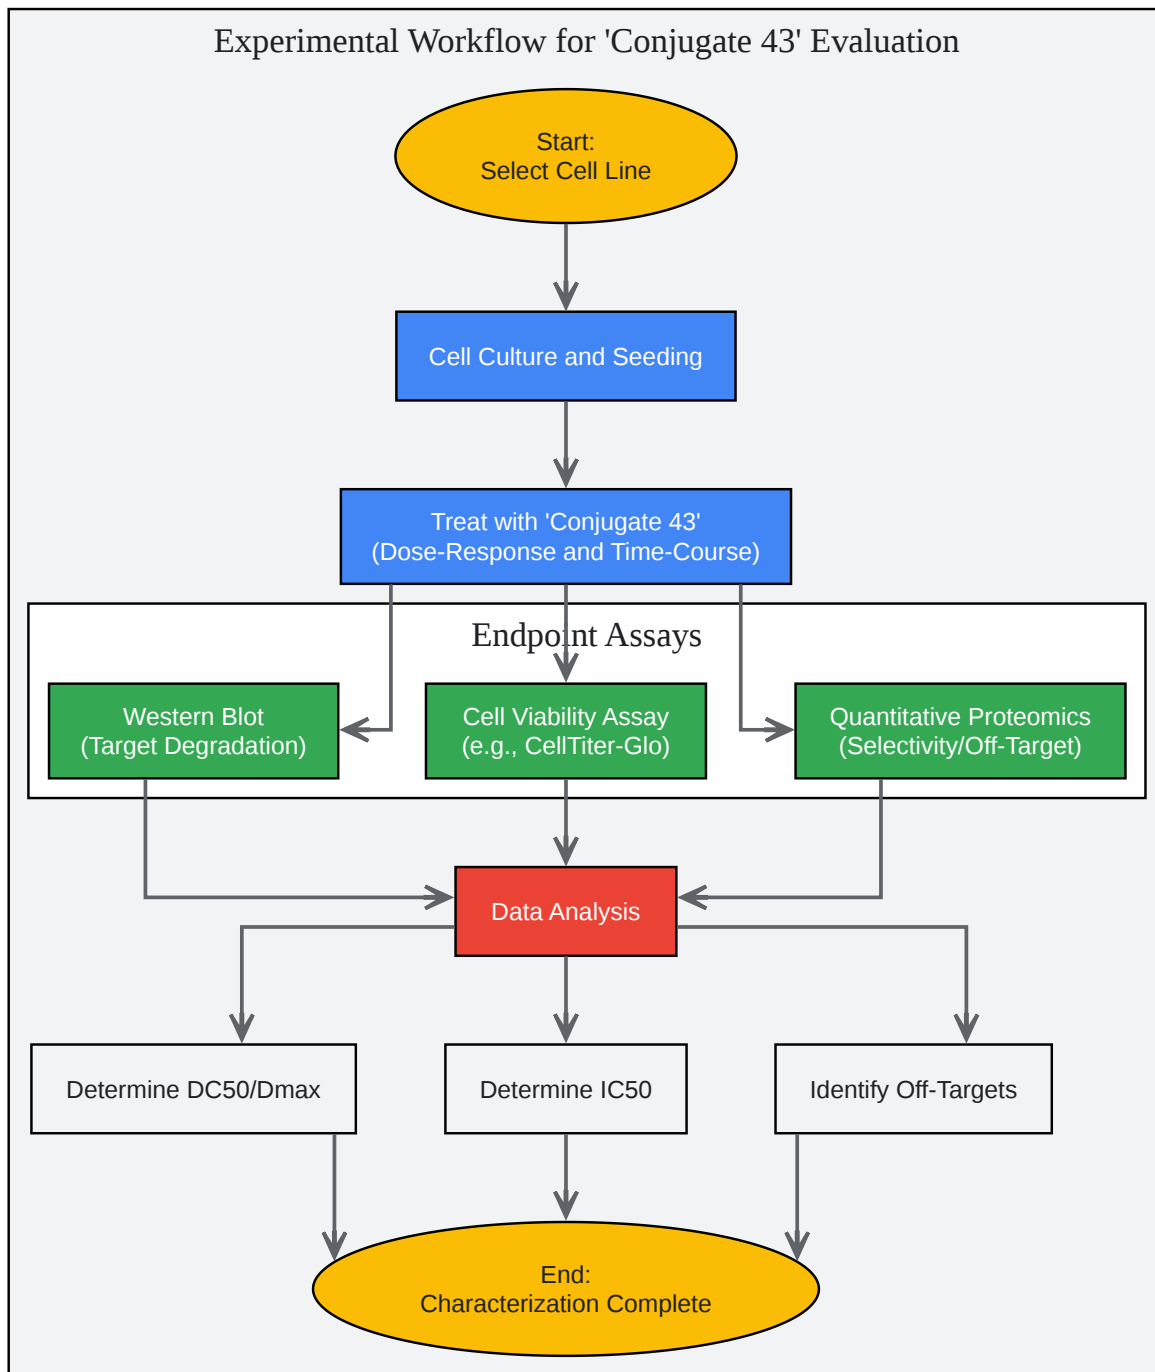 Experimental Workflow for 'Conjugate 43' Evaluation
Start:
Select Cell Line
Cell Culture and Seeding
Treat with 'Conjugate 43'
(Dose-Response and Time-Course)
Endpoint Assays
Western Blot
(Target Degradation)
Cell Viability Assay
(e.g., CellTiter-Glo)
Quantitative Proteomics
(Selectivity/Off-Target)
Data Analysis
Determine DC50/Dmax
Determine IC50
Identify Off-Targets
End:
Characterization Complete